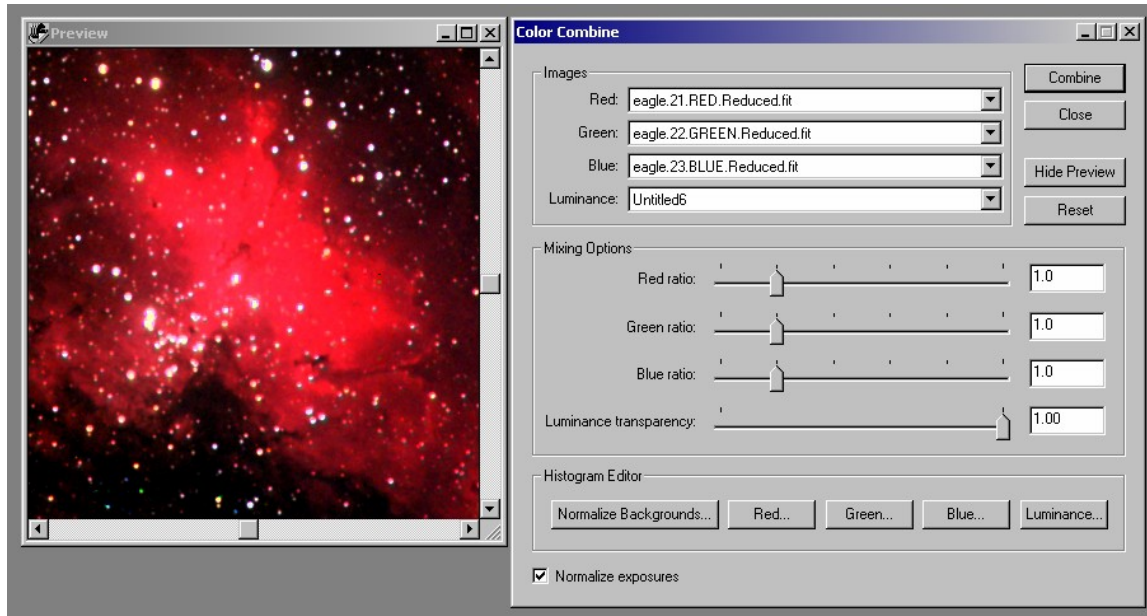 Preview
Color Combine
Images
Red: eagle.21.RED.Reduced.fit
Green: eagle.22.GREEN.Reduced.fit
Blue: eagle.23.BLUE.Reduced.fit
Luminance: Untitled6
Combine
Close
Hide Preview
Reset
Mixing Options
Red ratio: 1.0
Green ratio: 1.0
Blue ratio: 1.0
Luminance transparency: 1.00
Histogram Editor
Normalize Backgrounds... Red... Green... Blue... Luminance...
Normalize exposures